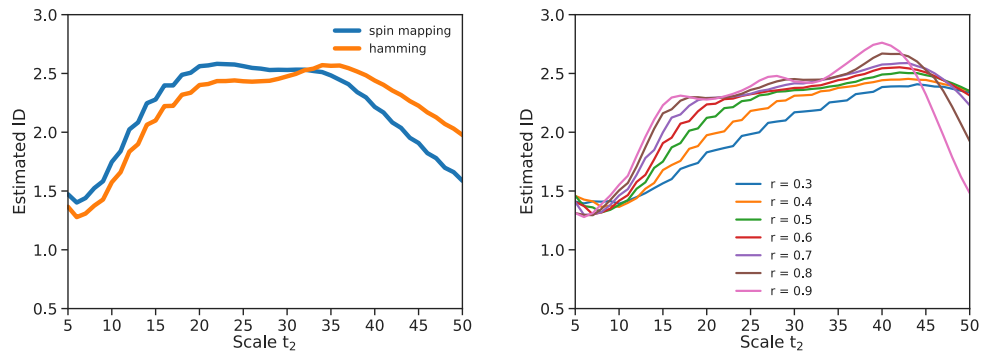 3.0
2.5
2.0
1.5
1.0
0.5
Estimated ID
5 10 15 20 25 30 35 40 45 50
Scale t₂
spin mapping
hamming
3.0
2.5
2.0
1.5
1.0
0.5
Estimated ID
5 10 15 20 25 30 35 40 45 50
Scale t₂
r = 0.3
r = 0.4
r = 0.5
r = 0.6
r = 0.7
r = 0.8
r = 0.9